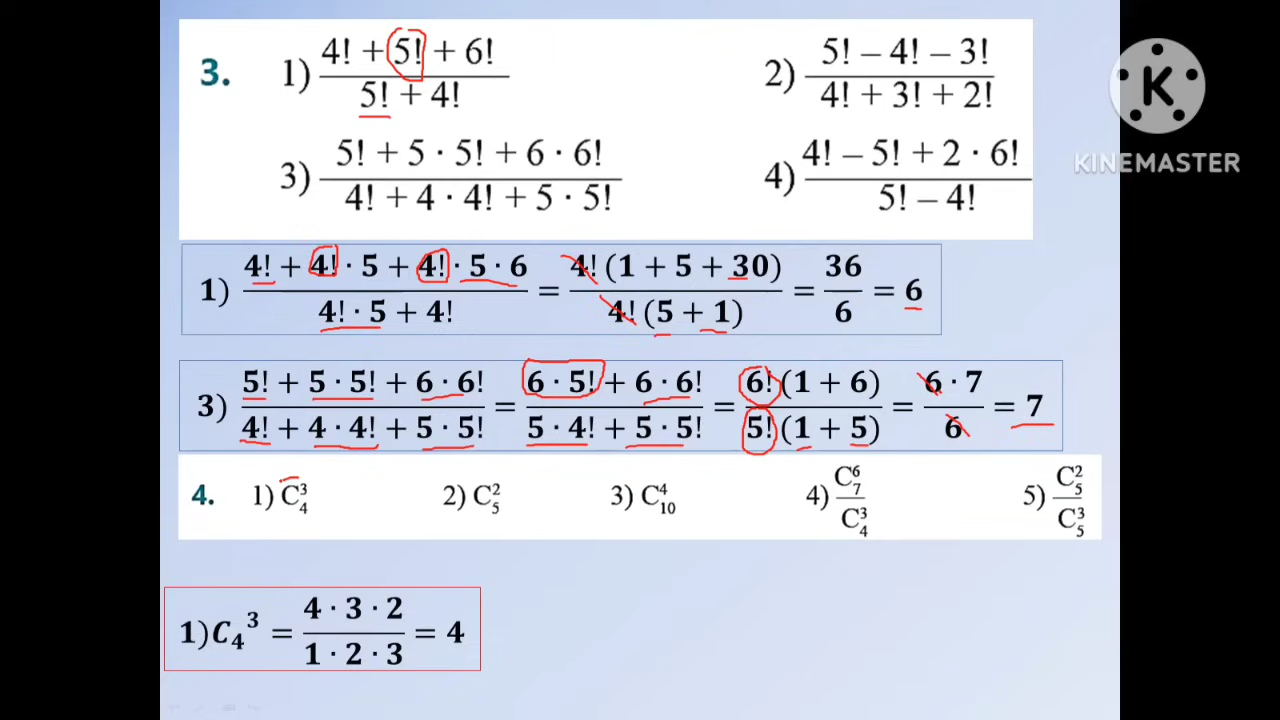 3. 1) (4! + 5! + 6!)/(5! + 4!) 2) (5! – 4! – 3!)/(4! + 3! + 2!)
3) (5! + 5 · 5! + 6 · 6!)/(4! + 4 · 4! + 5 · 5!) 4) (4! – 5! + 2 · 6!)/(5! – 4!)
K
KINEMASTER
1) (4! + 4! · 5 + 4! · 5 · 6)/(4! · 5 + 4!) = (4! (1 + 5 + 30))/(4! (5 + 1)) = 36/6 = 6
3) (5! + 5 · 5! + 6 · 6!)/(4! + 4 · 4! + 5 · 5!) = (6 · 5! + 6 · 6!)/(5 · 4! + 5 · 5!) = (6! (1 + 6))/(5! (1 + 5)) = (6 · 7)/6 = 7
4. 1) C₄³ 2) C₅² 3) C₁₀⁴ 4) C₇⁶/C₄³ 5) C₅²/C₅³
1)C₄³ = (4 · 3 · 2)/(1 · 2 · 3) = 4